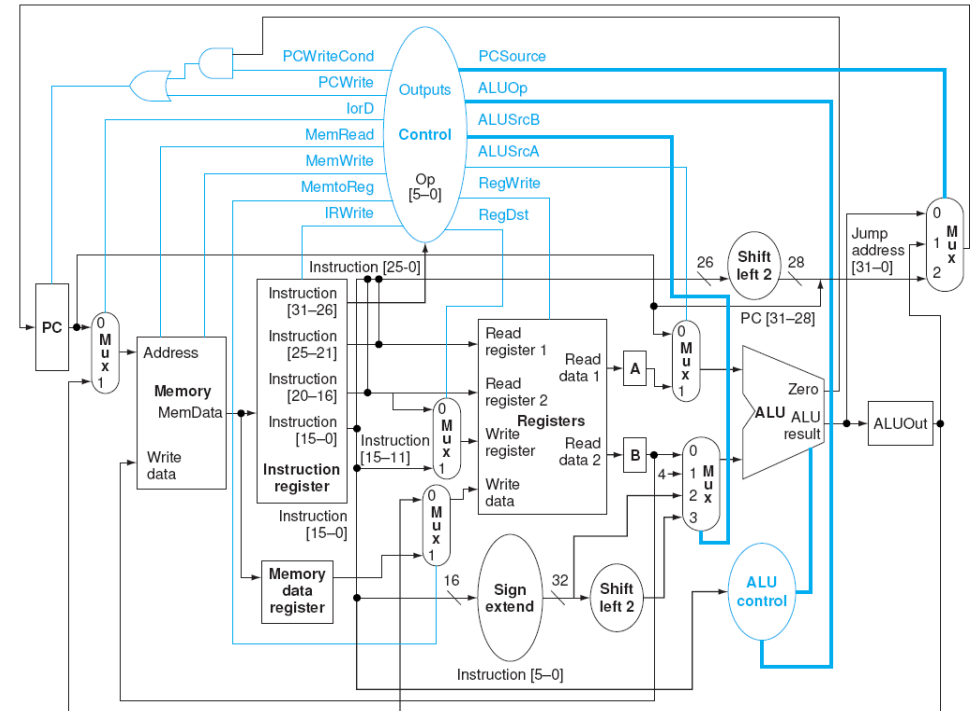 PCWriteCond
PCWrite
IorD
MemRead
MemWrite
MemtoReg
IRWrite
Outputs
Control
Op
[5–0]
PCSource
ALUOp
ALUSrcB
ALUSrcA
RegWrite
RegDst
Instruction [25-0]
26
Shift
left 2
28
Jump
address
[31–0]
0
1
2
M
u
x
PC [31–28]
PC
0
M
u
x
1
Address
Memory
MemData
Write
data
Instruction
[31–26]
Instruction
[25–21]
Instruction
[20–16]
Instruction
[15–0]
Instruction
register
Instruction
[15–0]
Instruction
[15–11]
0
M
u
x
1
0
M
u
x
1
Read
register 1
Read
register 2
Write
register
Write
data
Registers
Read
data 1
Read
data 2
A
B
0
M
u
x
1
4
0
1
2
3
M
u
x
ALU
Zero
ALU
result
ALUOut
Memory
data
register
16
Sign
extend
32
Shift
left 2
ALU
control
Instruction [5–0]